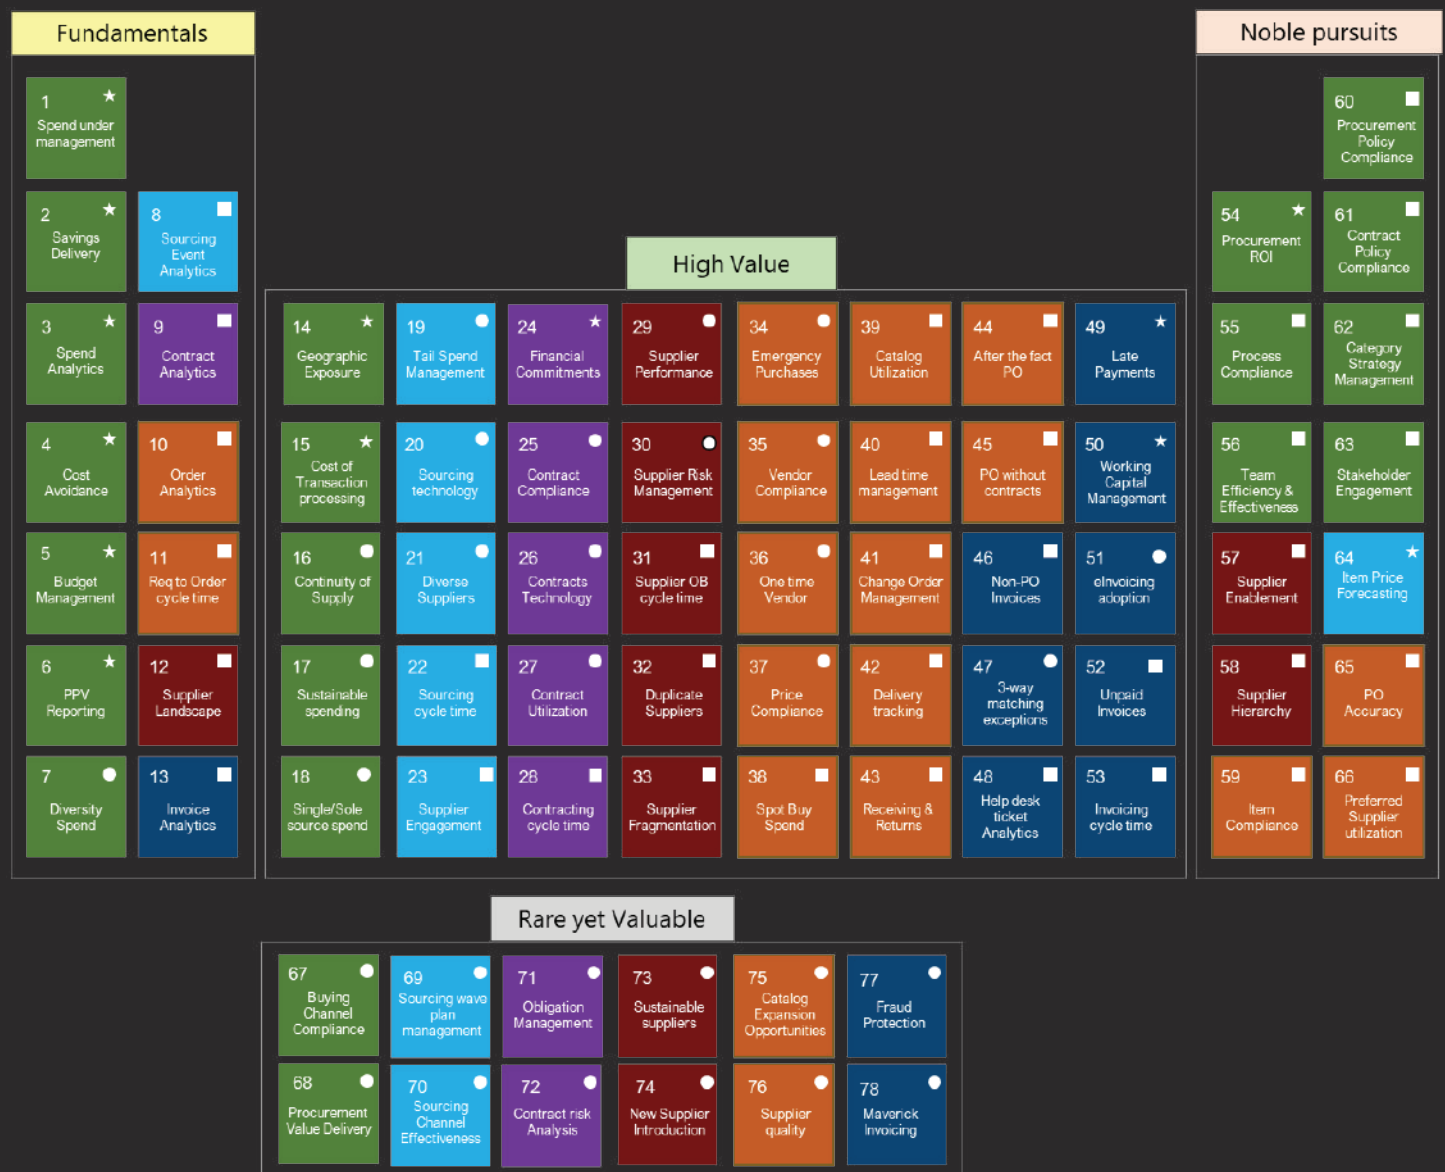 Fundamentals
1
Spend under
management
2
Savings
Delivery
8
Sourcing
Event
Analytics
3
Spend
Analytics
9
Contract
Analytics
4
Cost
Avoidance
10
Order
Analytics
5
Budget
Management
11
Req to Order
cycle time
6
PPV
Reporting
12
Supplier
Landscape
7
Diversity
Spend
13
Invoice
Analytics
High Value
14
Geographic
Exposure
19
Tail Spend
Management
24
Financial
Commitments
29
Supplier
Performance
34
Emergency
Purchases
39
Catalog
Utilization
44
After the fact
PO
49
Late
Payments
15
Cost of
Transaction
processing
20
Sourcing
technology
25
Contract
Compliance
30
Supplier Risk
Management
35
Vendor
Compliance
40
Lead time
management
45
PO without
contracts
50
Working
Capital
Management
16
Continuity of
Supply
21
Diverse
Suppliers
26
Contracts
Technology
31
Supplier OB
cycle time
36
One time
Vendor
41
Change Order
Management
46
Non-PO
Invoices
51
eInvoicing
adoption
17
Sustainable
spending
22
Sourcing
cycle time
27
Contract
Utilization
32
Duplicate
Suppliers
37
Price
Compliance
42
Delivery
tracking
47
3-way
matching
exceptions
52
Unpaid
Invoices
18
Single/Sole
source spend
23
Supplier
Engagement
28
Contracting
cycle time
33
Supplier
Fragmentation
38
Spot Buy
Spend
43
Receiving &
Returns
48
Help desk
ticket
Analytics
53
Invoicing
cycle time
Noble pursuits
60
Procurement
Policy
Compliance
54
Procurement
ROI
61
Contract
Policy
Compliance
55
Process
Compliance
62
Category
Strategy
Management
56
Team
Efficiency &
Effectiveness
63
Stakeholder
Engagement
57
Supplier
Enablement
64
Item Price
Forecasting
58
Supplier
Hierarchy
65
PO
Accuracy
59
Item
Compliance
66
Preferred
Supplier
utilization
Rare yet Valuable
67
Buying
Channel
Compliance
69
Sourcing wave
plan
management
71
Obligation
Management
73
Sustainable
suppliers
75
Catalog
Expansion
Opportunities
77
Fraud
Protection
68
Procurement
Value Delivery
70
Sourcing
Channel
Effectiveness
72
Contract risk
Analysis
74
New Supplier
Introduction
76
Supplier
quality
78
Maverick
Invoicing